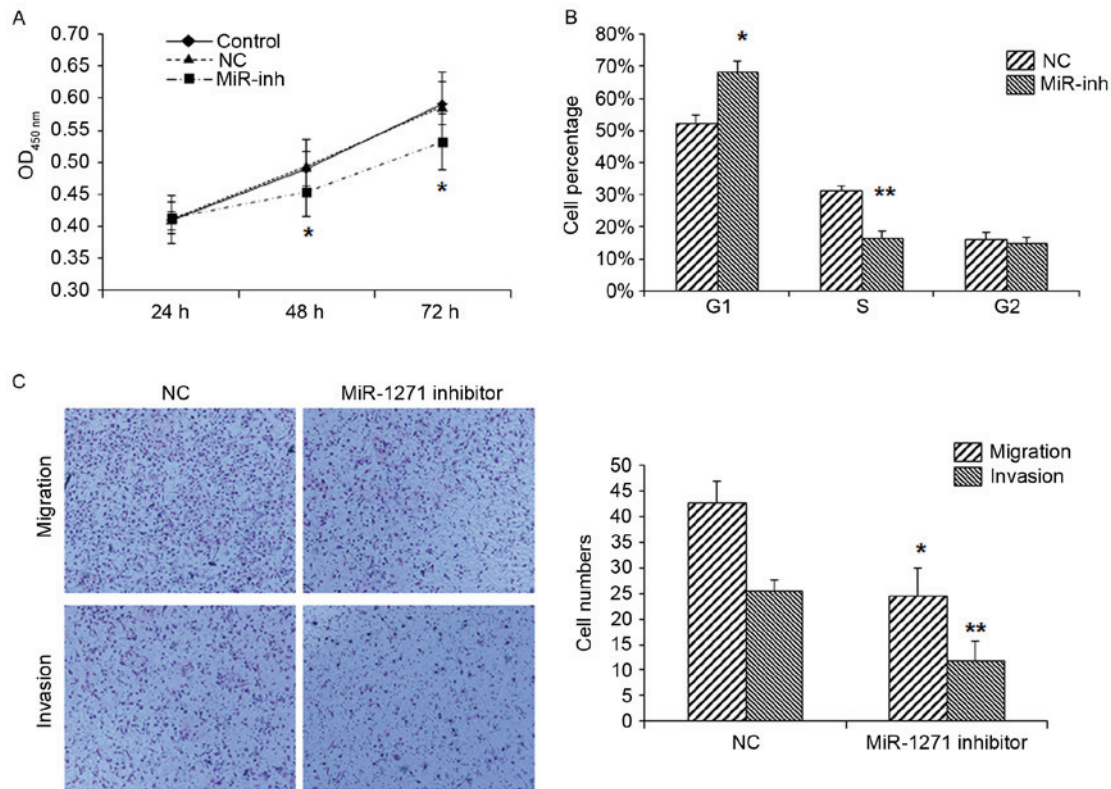 A
0.70
0.65
0.60
0.55
0.50
0.45
0.40
0.35
0.30
OD450 nm
Control
NC
MiR-inh
*
*
24 h
48 h
72 h
B
80%
70%
60%
50%
40%
30%
20%
10%
0%
Cell percentage
NC
MiR-inh
*
**
G1
S
G2
C
NC
MiR-1271 inhibitor
Migration
Invasion
Migration
Invasion
50
45
40
35
30
25
20
15
10
5
0
Cell numbers
*
**
NC
MiR-1271 inhibitor